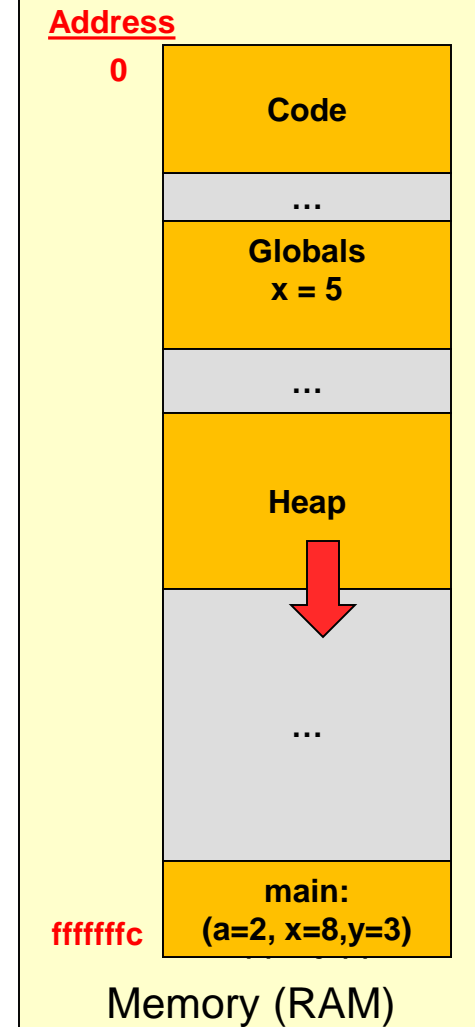 Address
0
Code
…
Globals
x = 5
…
Heap
…
main:
(a=2, x=8,y=3)
fffffffc
Memory (RAM)